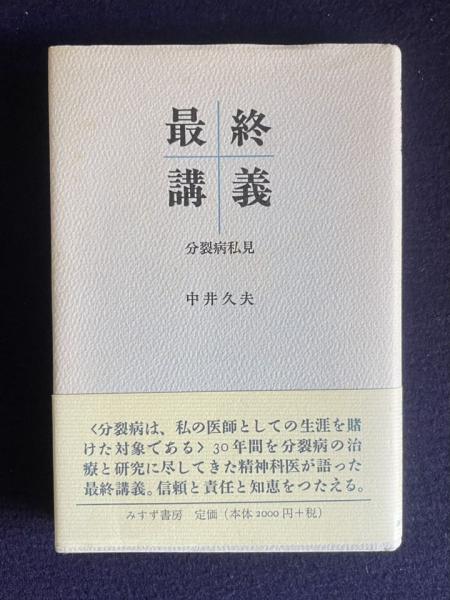 最終
講義
分裂病私見
中井久夫
〈分裂病は、私の医師としての生涯を賭
けた対象である〉30年間を分裂病の治
療と研究に尽してきた精神科医が語った
最終講義。信頼と責任と知恵をつたえる。
みすず書房 定価(本体2000円+税)